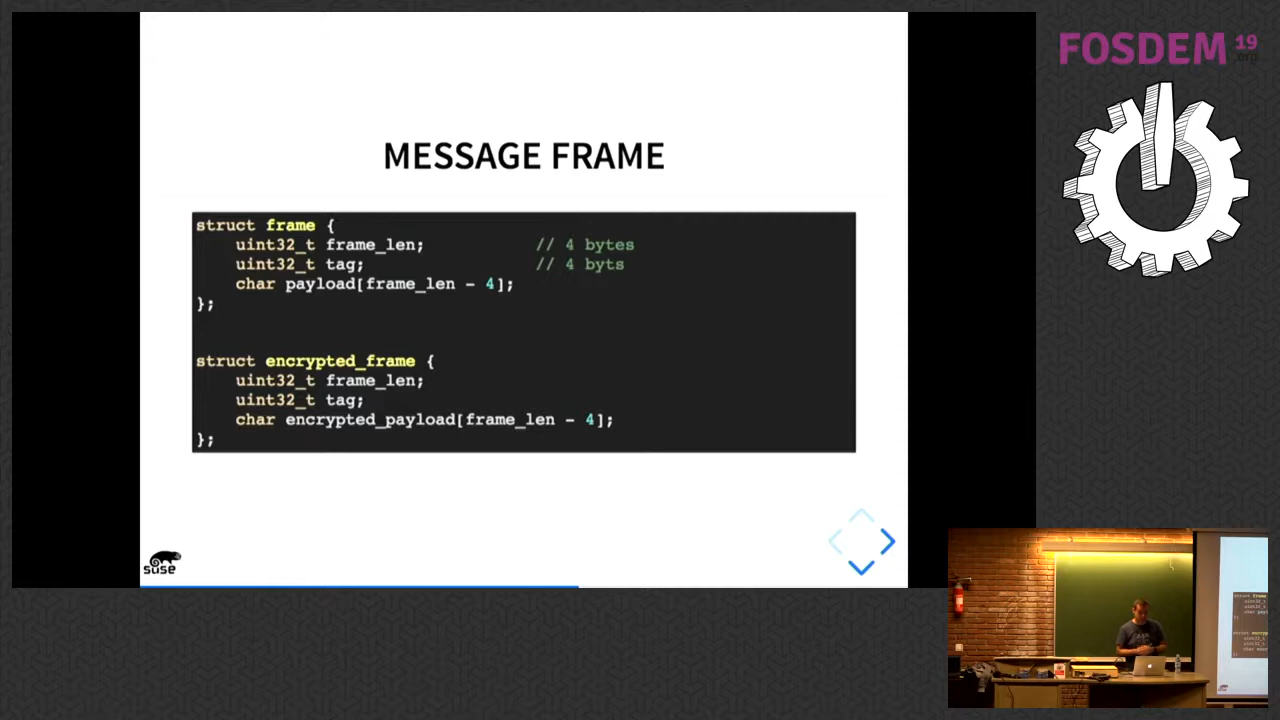 FOSDEM 19
.org
MESSAGE FRAME
struct frame {
uint32_t frame_len; // 4 bytes
uint32_t tag; // 4 byts
char payload[frame_len - 4];
};
struct encrypted_frame {
uint32_t frame_len;
uint32_t tag;
char encrypted_payload[frame_len - 4];
};
suse